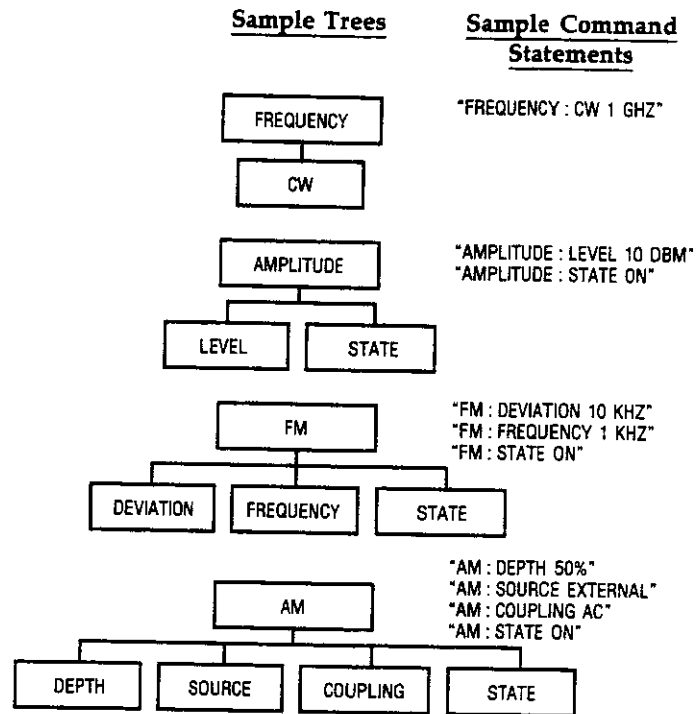 Sample Trees
Sample Command
Statements
FREQUENCY
"FREQUENCY : CW 1 GHZ"
CW
AMPLITUDE
"AMPLITUDE : LEVEL 10 DBM"
"AMPLITUDE : STATE ON"
LEVEL
STATE
FM
"FM : DEVIATION 10 KHZ"
"FM : FREQUENCY 1 KHZ"
"FM : STATE ON"
DEVIATION
FREQUENCY
STATE
AM
"AM : DEPTH 50%"
"AM : SOURCE EXTERNAL"
"AM : COUPLING AC"
"AM : STATE ON"
DEPTH
SOURCE
COUPLING
STATE